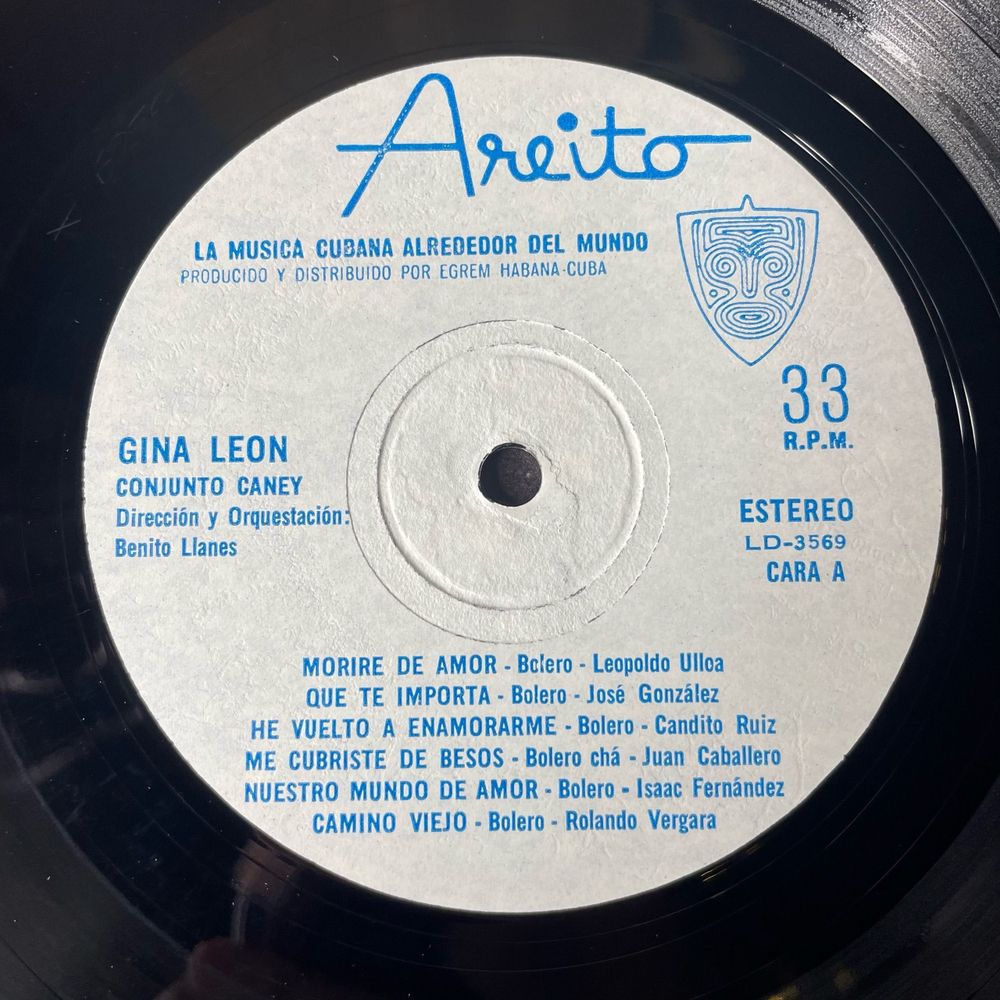 Areito
LA MUSICA CUBANA ALREDEDOR DEL MUNDO
PRODUCIDO Y DISTRIBUIDO POR EGREM HABANA-CUBA
33
R.P.M.
GINA LEON
CONJUNTO CANEY
Dirección y Orquestación:
Benito Llanes
ESTEREO
LD-3569
CARA A
MORIRE DE AMOR - Bolero - Leopoldo Ulloa
QUE TE IMPORTA - Bolero - José González
HE VUELTO A ENAMORARME - Bolero - Candito Ruiz
ME CUBRISTE DE BESOS - Bolero chá - Juan Caballero
NUESTRO MUNDO DE AMOR - Bolero - Isaac Fernández
CAMINO VIEJO - Bolero - Rolando Vergara